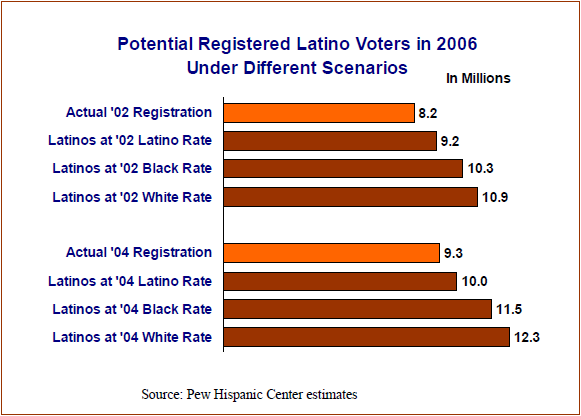 Potential Registered Latino Voters in 2006
Under Different Scenarios
In Millions
Actual '02 Registration 8.2
Latinos at '02 Latino Rate 9.2
Latinos at '02 Black Rate 10.3
Latinos at '02 White Rate 10.9
Actual '04 Registration 9.3
Latinos at '04 Latino Rate 10.0
Latinos at '04 Black Rate 11.5
Latinos at '04 White Rate 12.3
Source: Pew Hispanic Center estimates